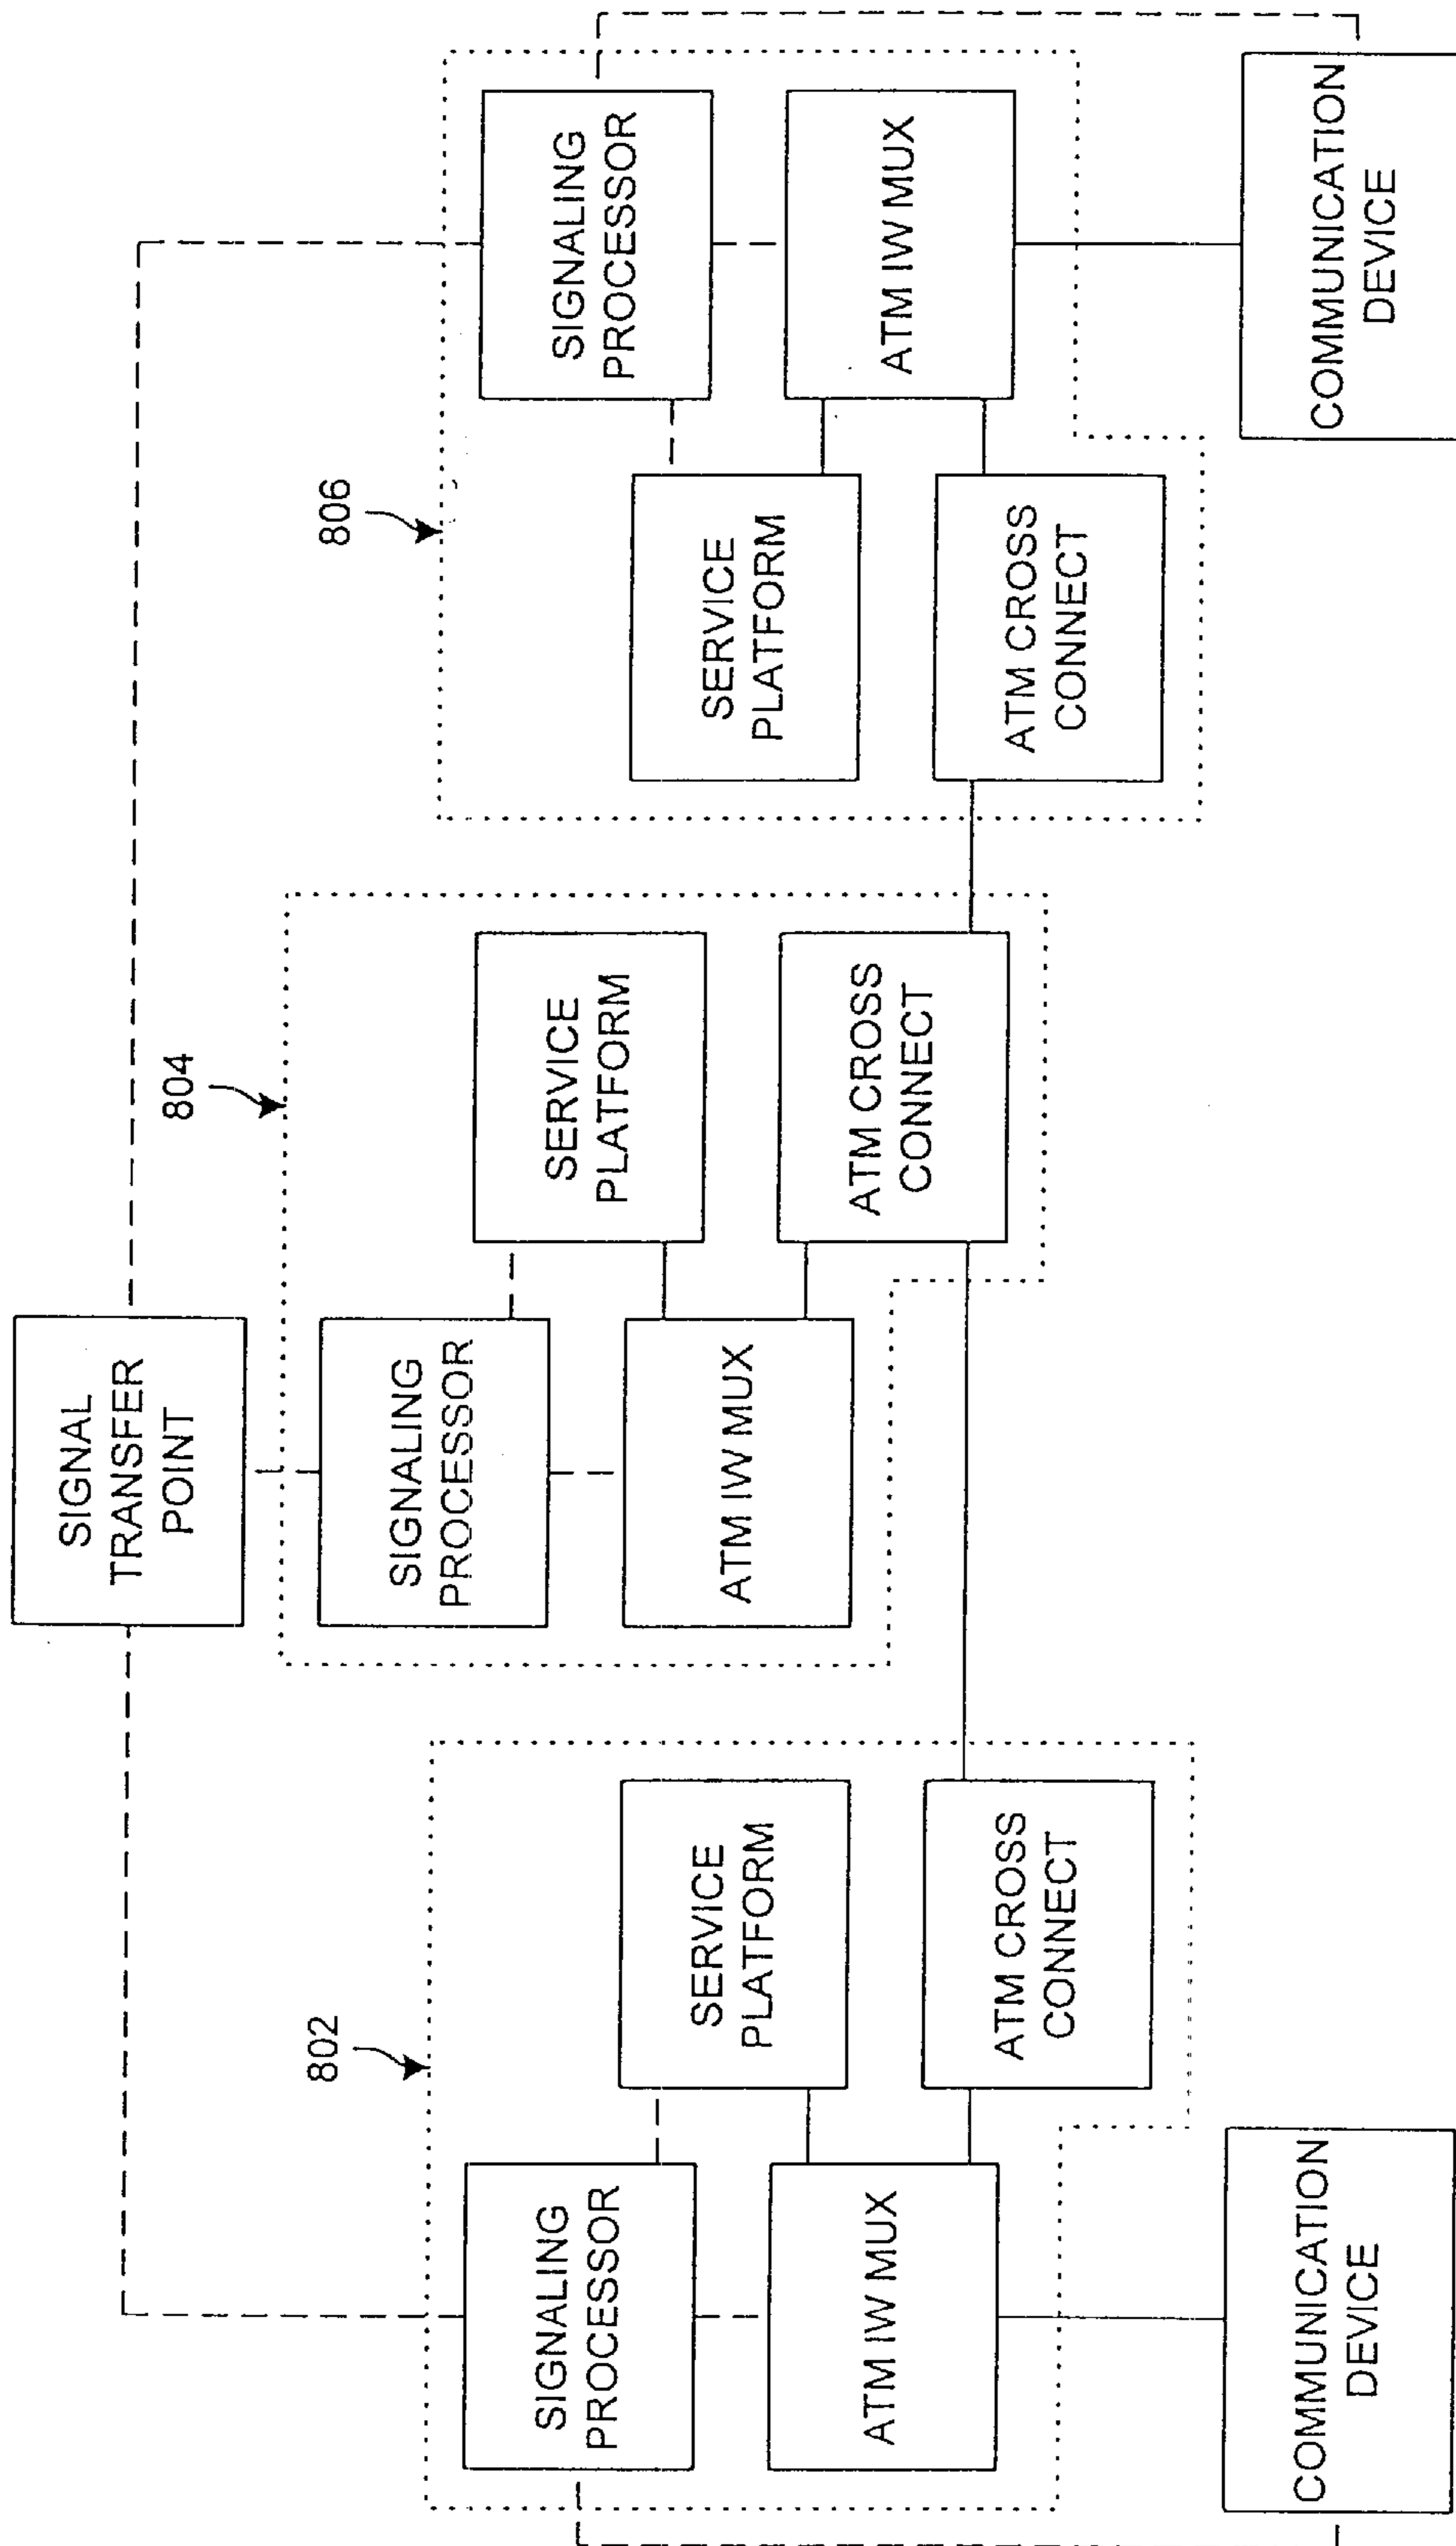 SIGNAL
TRANSFER
POINT
802
804
806
SIGNALING
PROCESSOR
SERVICE
PLATFORM
ATM IW MUX
ATM CROSS
CONNECT
COMMUNICATION
DEVICE
SIGNALING
PROCESSOR
SERVICE
PLATFORM
ATM IW MUX
ATM CROSS
CONNECT
SIGNALING
PROCESSOR
SERVICE
PLATFORM
ATM IW MUX
ATM CROSS
CONNECT
COMMUNICATION
DEVICE